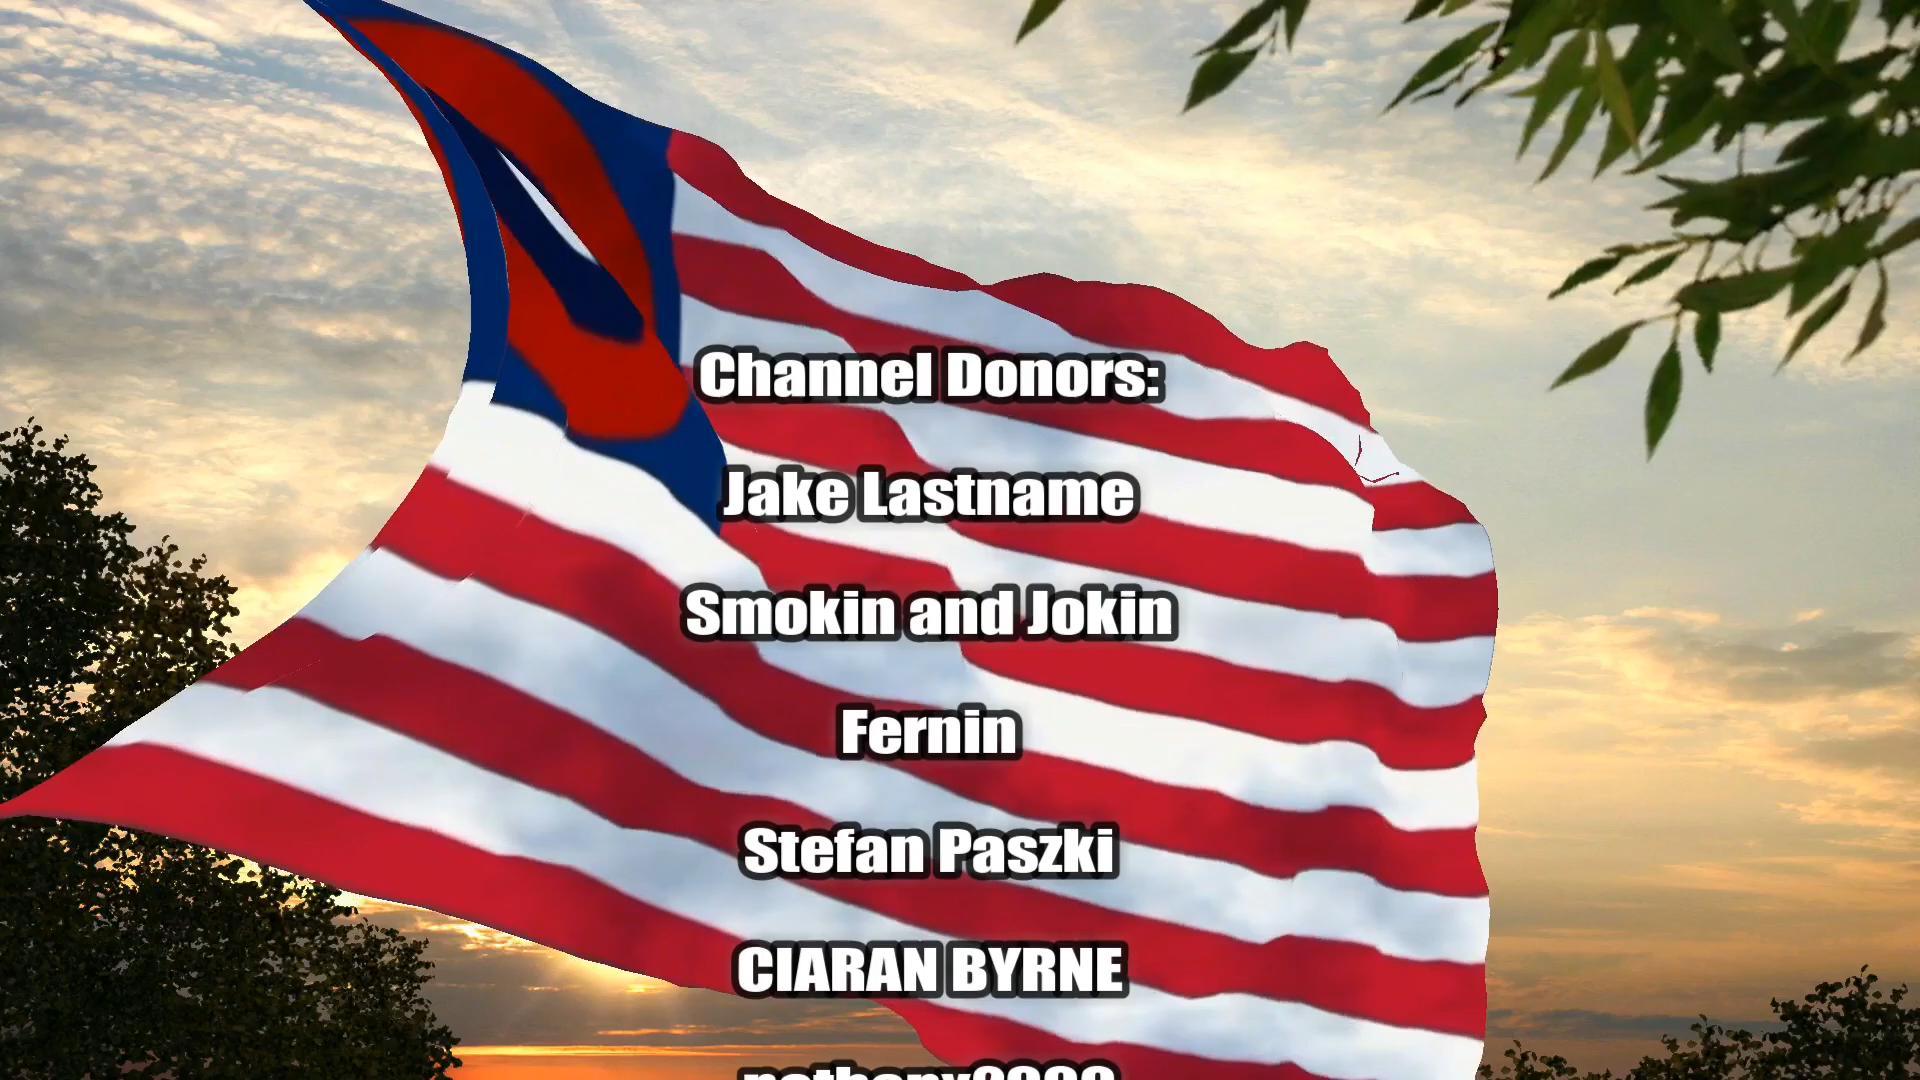 Channel Donors:
Jake Lastname
Smokin and Jokin
Fernin
Stefan Paszki
CIARAN BYRNE